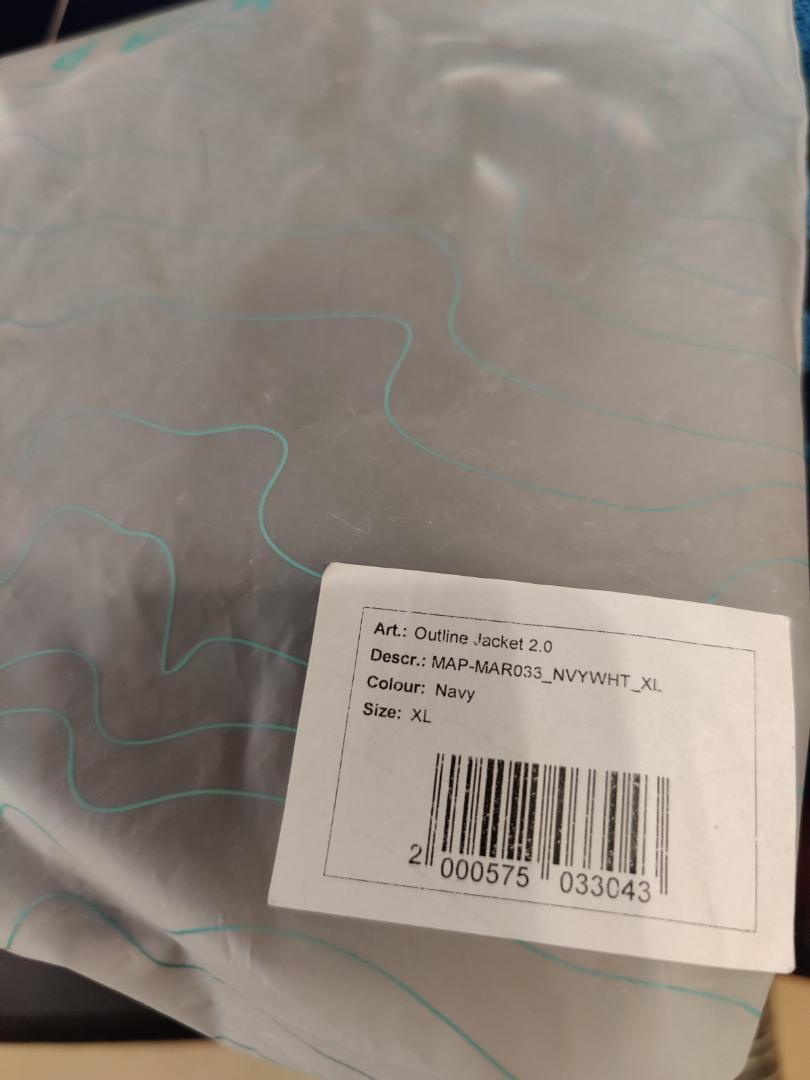 Art.: Outline Jacket 2.0
Descr.: MAP-MAR033_NVYWHT_XL
Colour: Navy
Size: XL
2 000575 033043